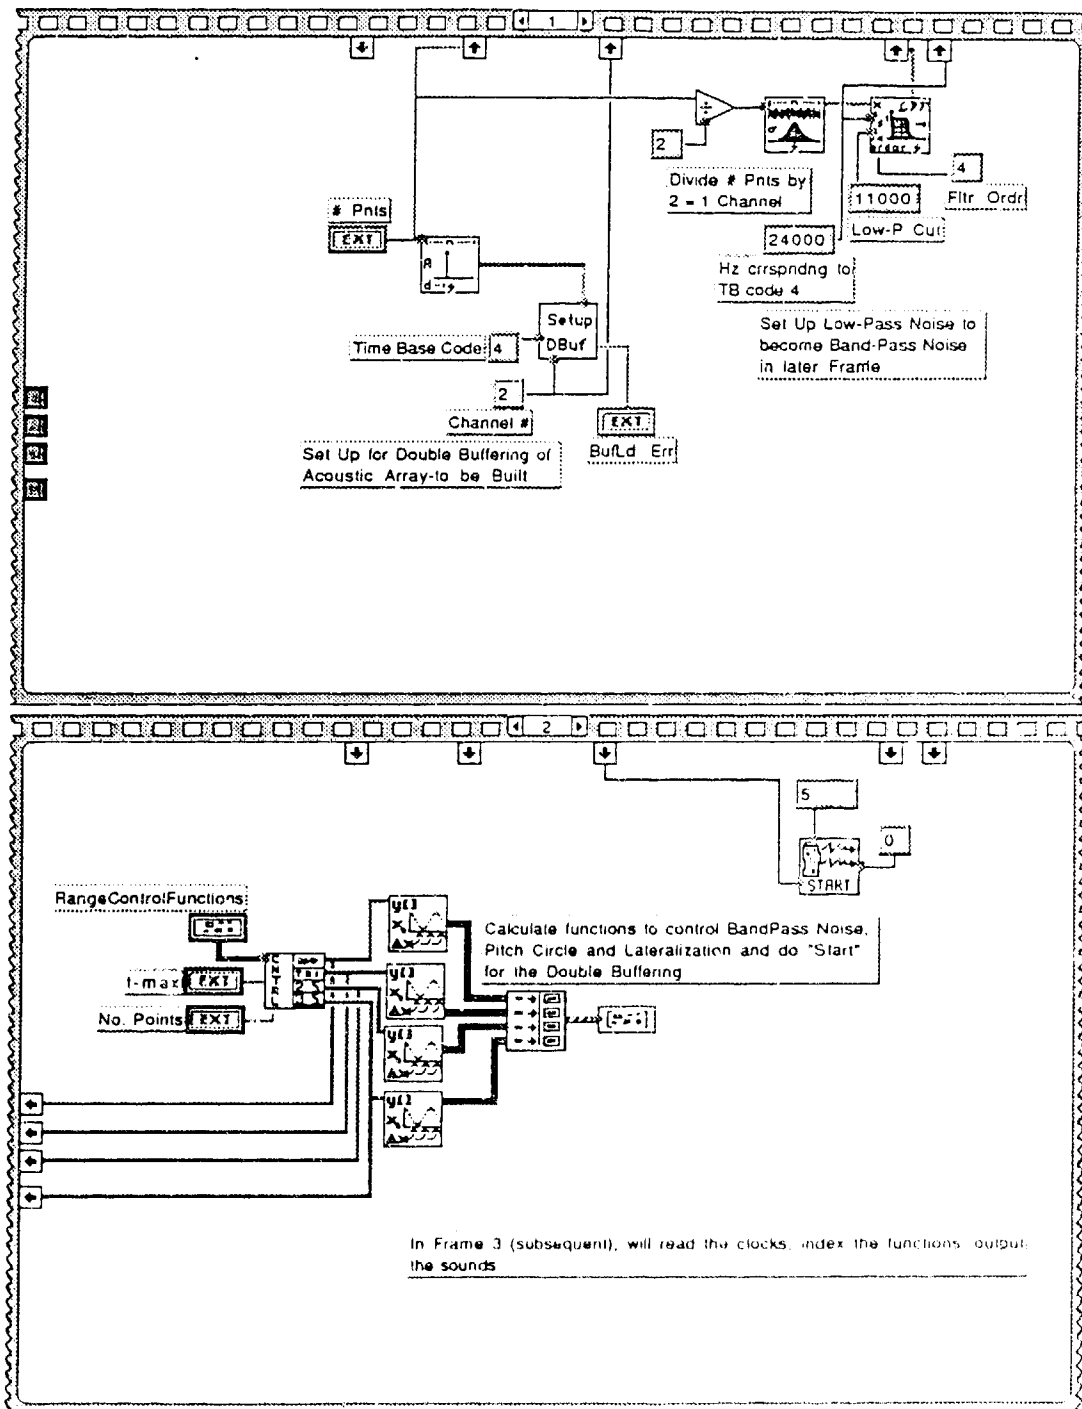 1
÷
2
Divide # Pnts by
2 = 1 Channel
σ
X
order
4
Fltr Ordr
11000
Low-P Cut
24000
Hz crrspndng to
TB code 4
Set Up Low-Pass Noise to
become Band-Pass Noise
in later Frame
# Pnts
EXT
A
d
Setup
DBuf
Time Base Code
4
2
Channel #
EXT
BufLd Err
Set Up for Double Buffering of
Acoustic Array-to be Built
2
5
0
START
RangeControlFunctions
t-max
EXT
No. Points
EXT
y[]
X
Δx
y[]
X
Δx
y[]
X
Δx
y[]
X
Δx
Calculate functions to control BandPass Noise,
Pitch Circle and Lateralization and do "Start"
for the Double Buffering
In Frame 3 (subsequent), will read the clocks, index the functions, output
the sounds